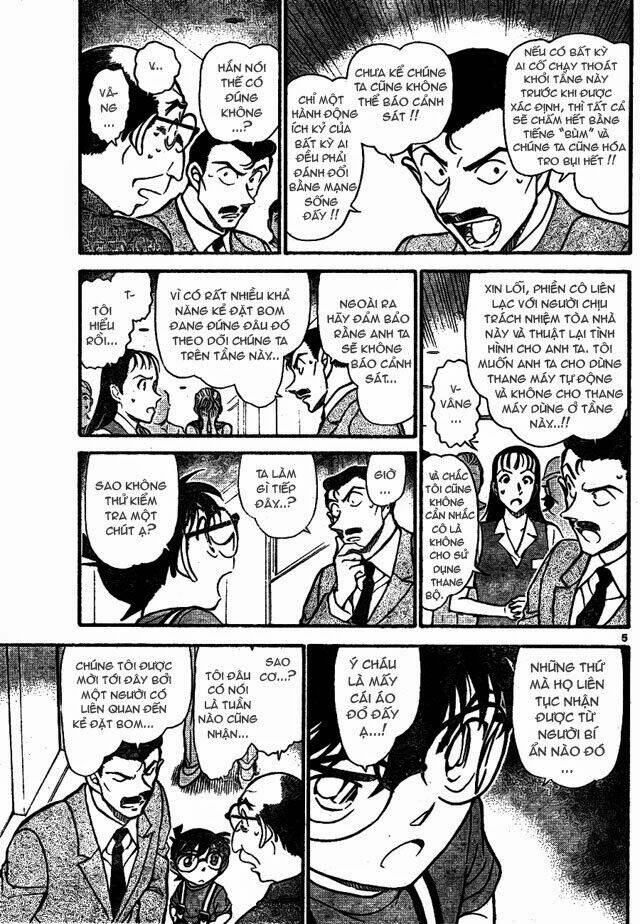 NẾU CÓ BẤT KỲ
AI CỐ CHẠY THOÁT
KHỎI TẦNG NÀY
TRƯỚC KHI ĐƯỢC
XÁC ĐỊNH, THÌ TẤT CẢ
SẼ CHẤM HẾT BẰNG
TIẾNG "BÙM" VÀ
CHÚNG TA CŨNG HÓA
TRO BỤI HẾT !!
CHƯA KỂ CHÚNG
TA CŨNG KHÔNG
THỂ BÁO CẢNH
SÁT !!
CHỈ MỘT
HÀNH ĐỘNG
ÍCH KỶ CỦA
BẤT KỲ AI
ĐỀU PHẢI
ĐÁNH ĐỔI
BẰNG MẠNG
SỐNG
ĐẤY !!
HẮN NÓI
THẾ CÓ
ĐÚNG KHÔNG
...?
V..
VÂNG
...
XIN LỖI, PHIỀN CÔ LIÊN
LẠC VỚI NGƯỜI CHỊU
TRÁCH NHIỆM TÒA NHÀ
NÀY VÀ THUẬT LẠI TÌNH
HÌNH CHO ANH TA. TÔI
MUỐN ANH TA CHO DỪNG
THANG MÁY TỰ ĐỘNG
VÀ KHÔNG CHO THANG
MÁY DỪNG Ở TẦNG
NÀY...!!
V-
VÂNG...
VÀ CHẮC
TÔI CŨNG
KHÔNG
CẦN NHẮC
CÔ LÀ
KHÔNG
CHO SỬ
DỤNG
THANG
BỘ.
NGOÀI RA
HÃY ĐẢM BẢO
RẰNG ANH TA
SẼ KHÔNG
BÁO CẢNH
SÁT...
VÌ CÓ RẤT NHIỀU KHẢ
NĂNG KẺ ĐẶT BOM
ĐANG ĐỨNG ĐÂU ĐÓ
THEO DÕI CHÚNG TA
TRÊN TẦNG NÀY...
T-
TÔI
HIỂU
RỒI...
GIỜ
...
TA LÀM
GÌ TIẾP
ĐÂY..?
SAO KHÔNG
THỬ KIỂM
TRA MỘT
CHÚT Ạ?
5
NHỮNG THỨ
MÀ HỌ LIÊN
TỤC NHẬN
ĐƯỢC TỪ
NGƯỜI BÍ
ẨN NÀO ĐÓ
...
Ý CHÁU
LÀ MẤY
CÁI ÁO
ĐỎ ĐẤY
Ạ...!
SAO
CƠ...?
TÔI ĐÂU
CÓ NÓI
LÀ TUẦN
NÀO CŨNG
NHẬN...
CHÚNG TÔI ĐƯỢC
MỜI TỚI ĐÂY BỞI
MỘT NGƯỜI CÓ
LIÊN QUAN ĐẾN
KẺ ĐẶT BOM...